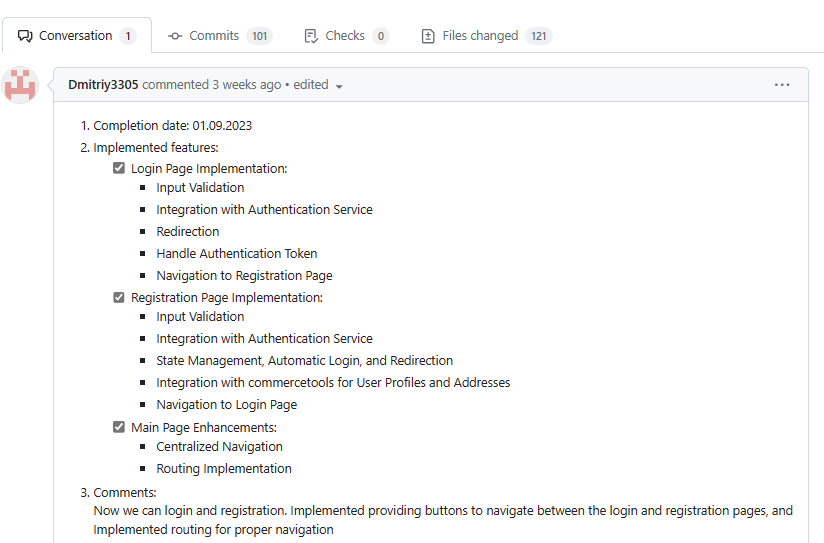 Conversation 1 Commits 101 Checks 0 Files changed 121
Dmitriy3305 commented 3 weeks ago • edited
1. Completion date: 01.09.2023
2. Implemented features:
Login Page Implementation:
Input Validation
Integration with Authentication Service
Redirection
Handle Authentication Token
Navigation to Registration Page
Registration Page Implementation:
Input Validation
Integration with Authentication Service
State Management, Automatic Login, and Redirection
Integration with commercetools for User Profiles and Addresses
Navigation to Login Page
Main Page Enhancements:
Centralized Navigation
Routing Implementation
3. Comments:
Now we can login and registration. Implemented providing buttons to navigate between the login and registration pages, and
Implemented routing for proper navigation